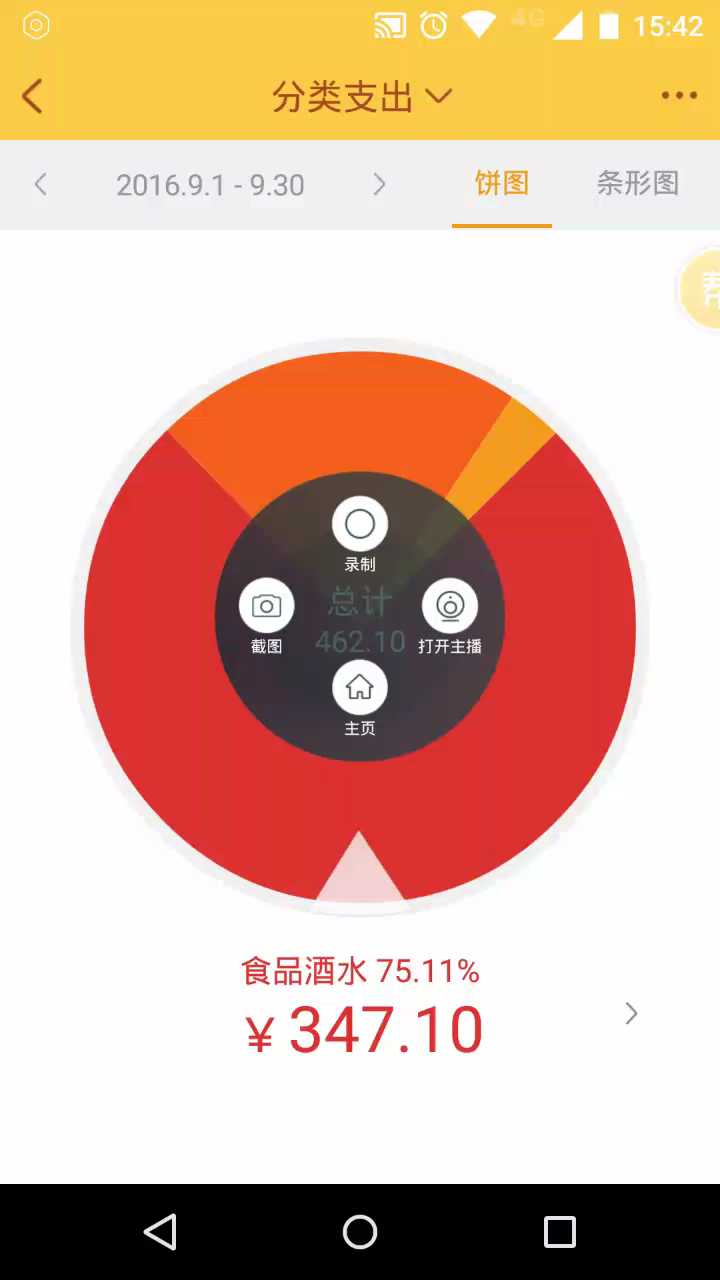 4G 15:42
分类支出
2016.9.1 - 9.30
饼图
条形图
帮
录制
总计
462.10
截图
打开主播
主页
食品酒水 75.11%
¥ 347.10